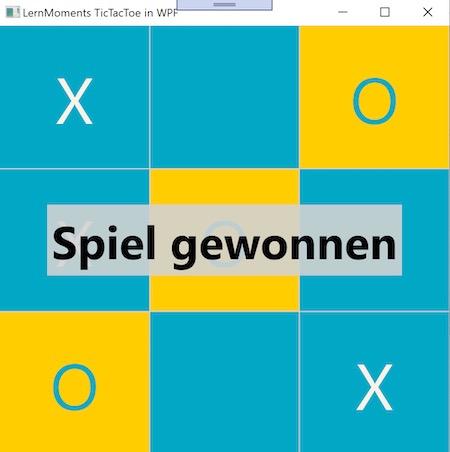 LernMoments TicTacToe in WPF
X O
Spiel gewonnen
X O
O X